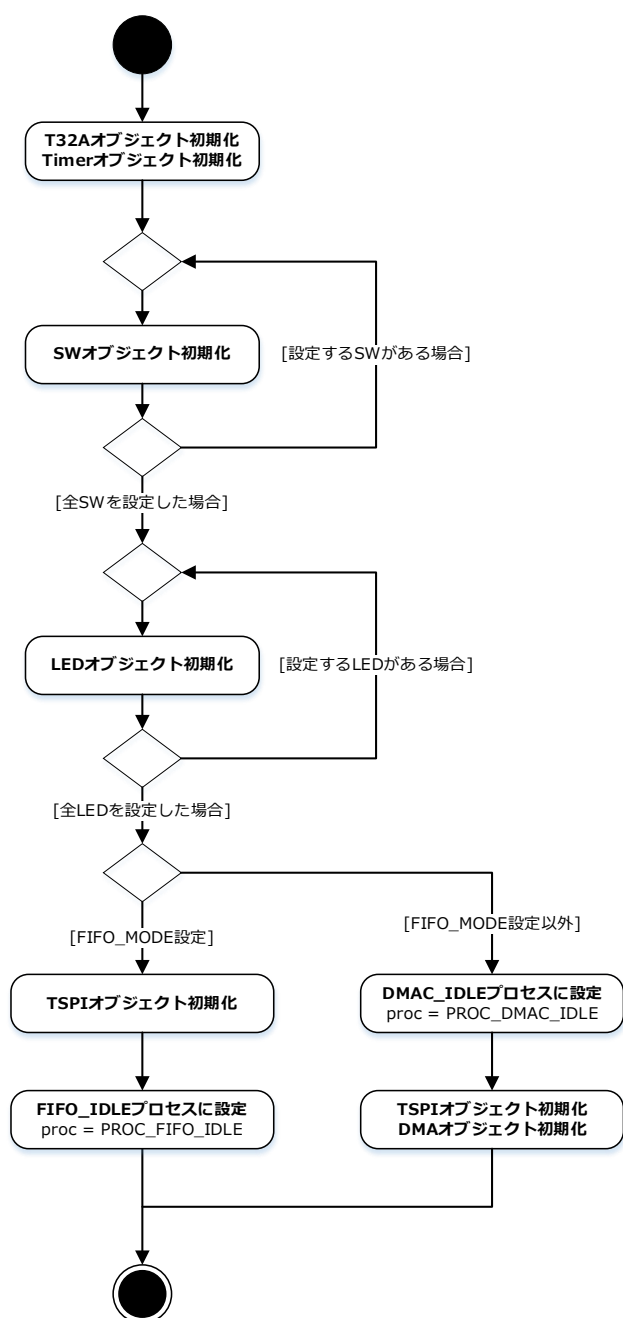 T32Aオブジェクト初期化
Timerオブジェクト初期化
SWオブジェクト初期化
[設定するSWがある場合]
[全SWを設定した場合]
LEDオブジェクト初期化
[設定するLEDがある場合]
[全LEDを設定した場合]
[FIFO_MODE設定]
[FIFO_MODE設定以外]
TSPIオブジェクト初期化
DMAC_IDLEプロセスに設定
proc = PROC_DMAC_IDLE
FIFO_IDLEプロセスに設定
proc = PROC_FIFO_IDLE
TSPIオブジェクト初期化
DMAオブジェクト初期化